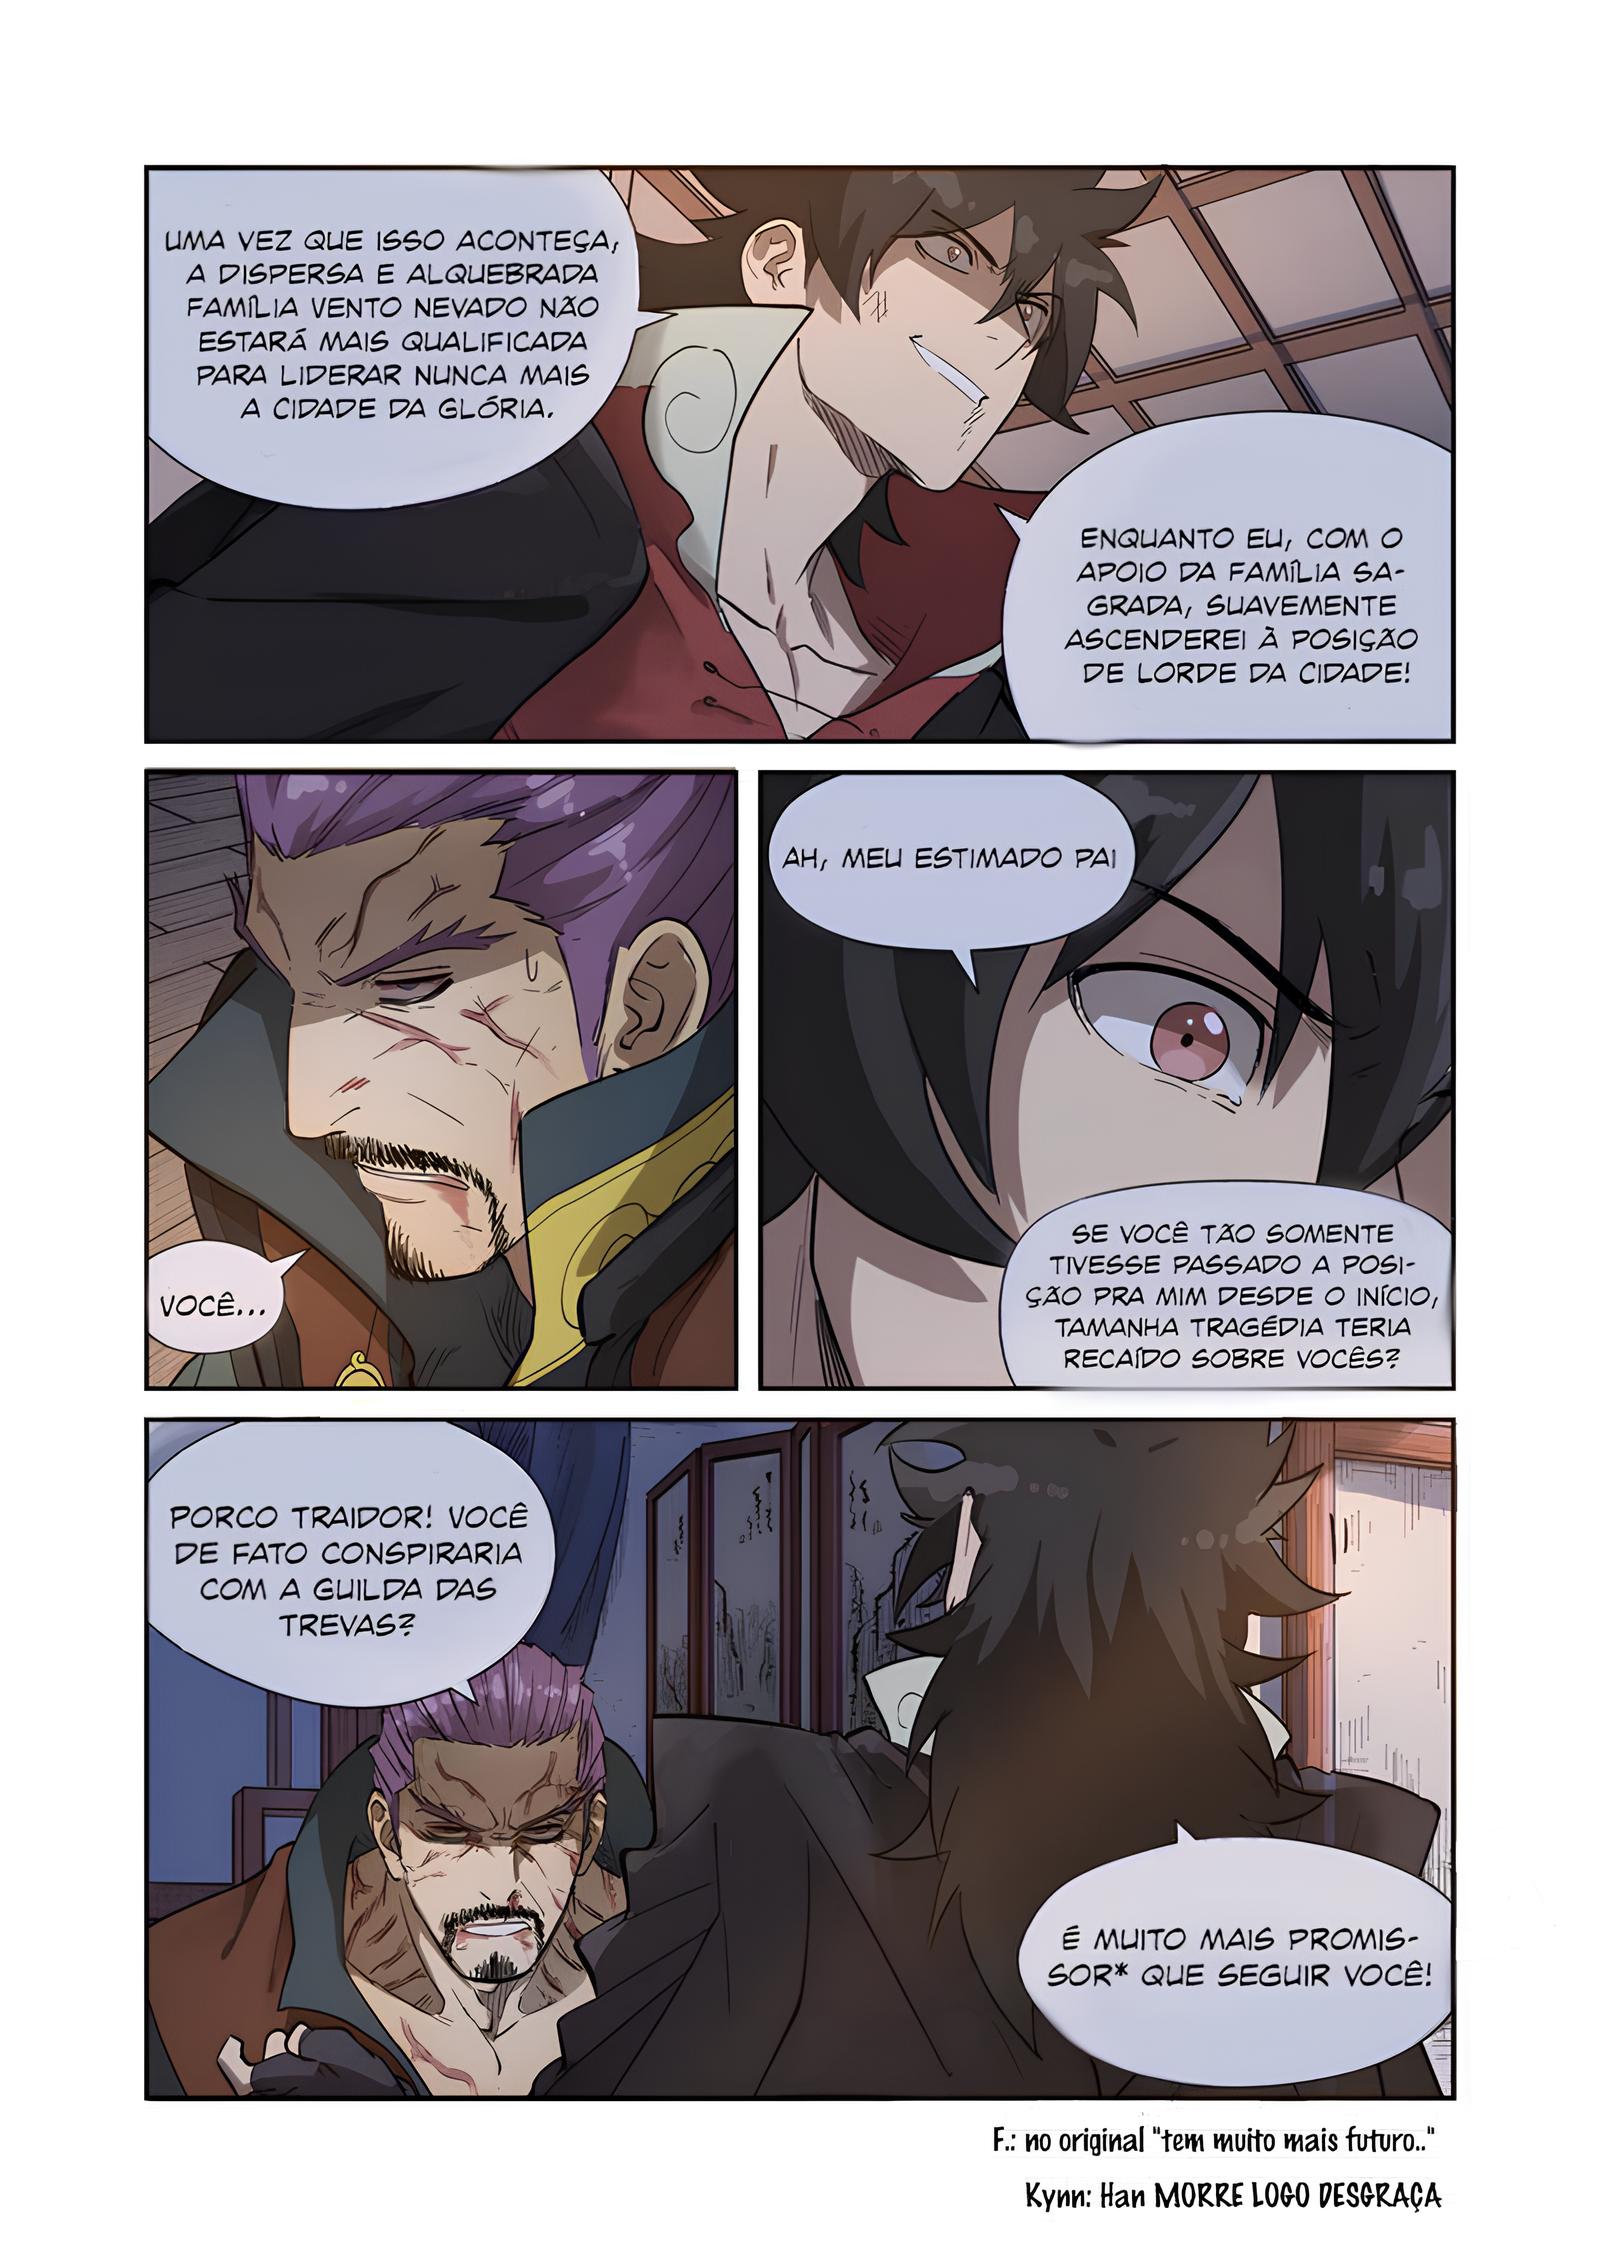 UMA VEZ QUE ISSO ACONTEÇA,
A DISPERSA E ALQUEBRADA
FAMÍLIA VENTO NEVADO NÃO
ESTARÁ MAIS QUALIFICADA
PARA LIDERAR NUNCA MAIS
A CIDADE DA GLÓRIA.
ENQUANTO EU, COM O
APOIO DA FAMÍLIA SA-
GRADA, SUAVEMENTE
ASCENDEREI À POSIÇÃO
DE LORDE DA CIDADE!
VOCÊ...
AH, MEU ESTIMADO PAI
SE VOCÊ TÃO SOMENTE
TIVESSE PASSADO A POSI-
ÇÃO PRA MIM DESDE O INÍCIO,
TAMANHA TRAGÉDIA TERIA
RECAÍDO SOBRE VOCÊS?
PORCO TRAIDOR! VOCÊ
DE FATO CONSPIRARIA
COM A GUILDA DAS
TREVAS?
É MUITO MAIS PROMIS-
SOR* QUE SEGUIR VOCÊ!
F.: no original "tem muito mais futuro.."
Kynn: Han MORRE LOGO DESGRAÇA